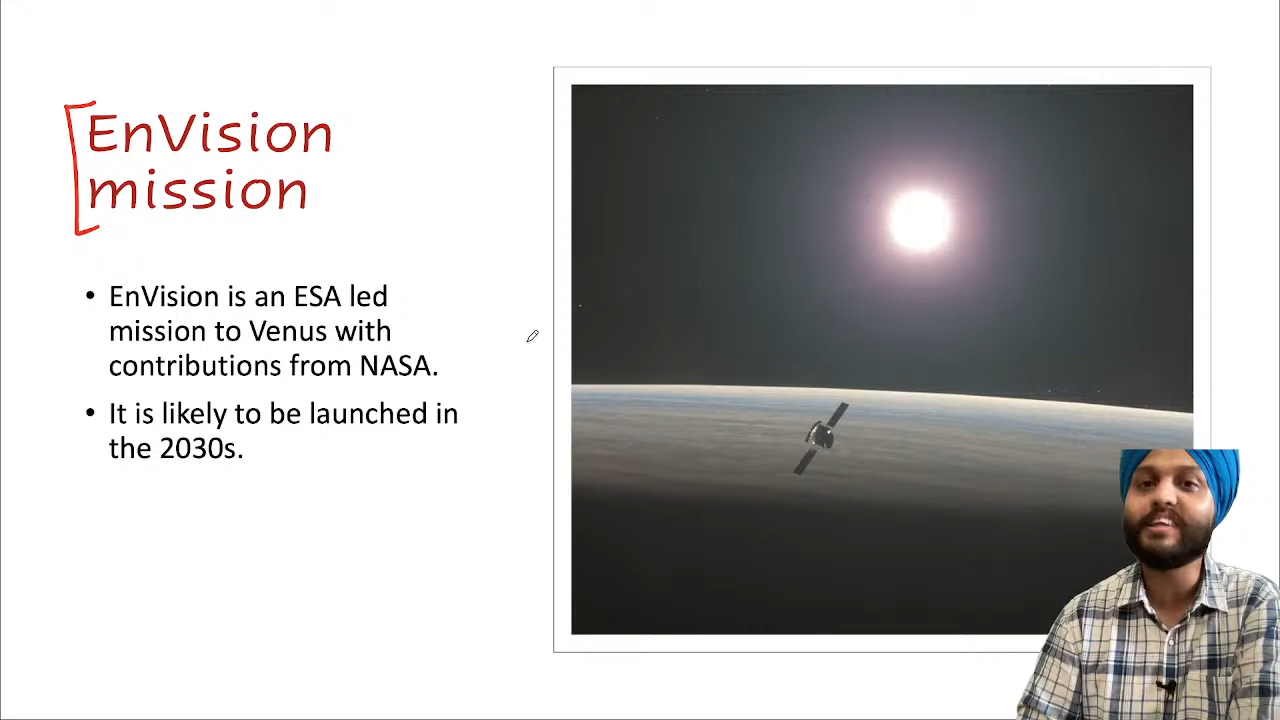 EnVision
mission
• EnVision is an ESA led
mission to Venus with
contributions from NASA.
• It is likely to be launched in
the 2030s.